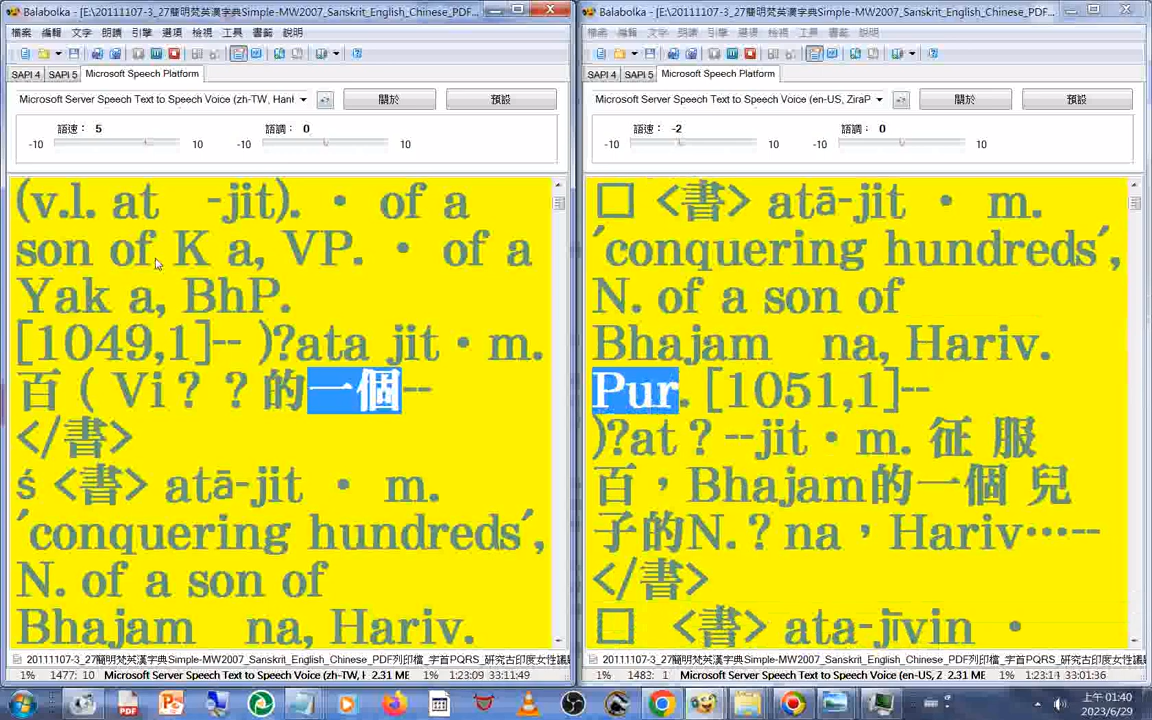 Balabolka - [E:\20111107-3_27簡明梵英漢字典Simple-MW2007_Sanskrit_English_Chinese_PDF...
檔案 編輯 文字 朗讀 引擎 選項 檢視 工具 書籤 說明
SAPI 4 SAPI 5 Microsoft Speech Platform
Microsoft Server Speech Text to Speech Voice (zh-TW, Hanl
關於 預設
語速： 5 語調： 0
-10 10 -10 10
(v.l. at -jit). · of a
son of K a, VP. · of a
Yak a, BhP.
[1049,1]-- )?ata jit · m.
百 ( Vi ? ? 的一個--
</書>
ś <書> atā-jit · m.
'conquering hundreds',
N. of a son of
Bhajam na, Hariv.
20111107-3_27簡明梵英漢字典Simple-MW2007_Sanskrit_English_Chinese_PDF列印檔_字首PQRS_研究古印度女性議
1% 1477; 10 Microsoft Server Speech Text to Speech Voice (zh-TW, H 2.31 ME 1% 1:23:09 33:11:49
Balabolka - [E:\20111107-3_27簡明梵英漢字典Simple-MW2007_Sanskrit_English_Chinese_PDF...
檔案 編輯 文字 朗讀 引擎 選項 檢視 工具 書籤 說明
SAPI 4 SAPI 5 Microsoft Speech Platform
Microsoft Server Speech Text to Speech Voice (en-US, ZiraP
關於 預設
語速： -2 語調： 0
-10 10 -10 10
□ <書> atā-jit · m.
'conquering hundreds',
N. of a son of
Bhajam na, Hariv.
Pur. [1051,1]--
)?at ? --jit · m. 征 服
百，Bhajam的一個 兒
子的N. ? na，Hariv…--
</書>
□ <書> ata-jīvin ·
20111107-3_27簡明梵英漢字典Simple-MW2007_Sanskrit_English_Chinese_PDF列印檔_字首PQRS_研究古印度女性議
1% 1483; 1 Microsoft Server Speech Text to Speech Voice (en-US, Z 2.31 ME 1% 1:23:14 33:01:36
上午 01:40
2023/6/29